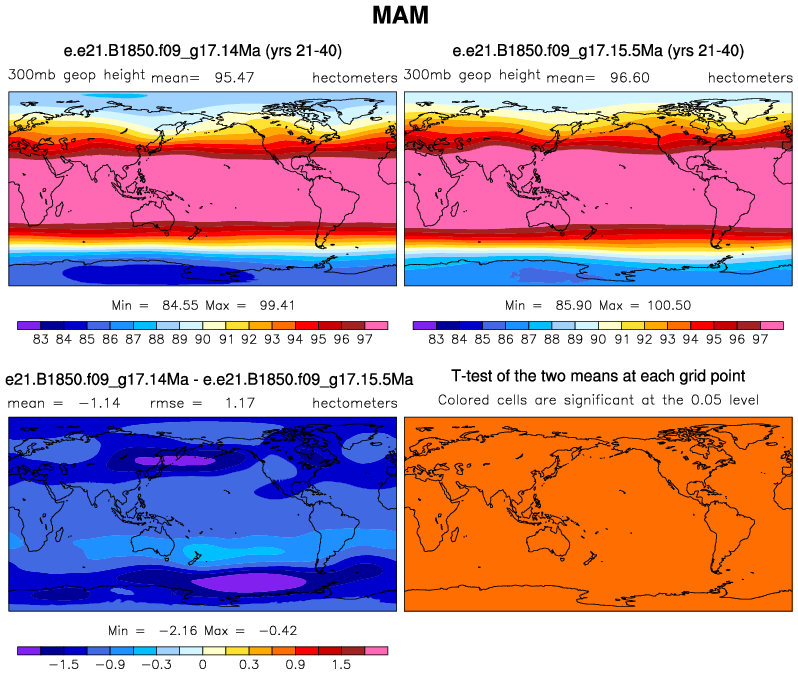 MAM
e.e21.B1850.f09_g17.14Ma (yrs 21-40)
300mb geop height mean= 95.47 hectometers
Min = 84.55 Max = 99.41
83 84 85 86 87 88 89 90 91 92 93 94 95 96 97
e.e21.B1850.f09_g17.15.5Ma (yrs 21-40)
300mb geop height mean= 96.60 hectometers
Min = 85.90 Max = 100.50
83 84 85 86 87 88 89 90 91 92 93 94 95 96 97
e21.B1850.f09_g17.14Ma - e.e21.B1850.f09_g17.15.5Ma
mean = −1.14 rmse = 1.17 hectometers
Min = −2.16 Max = −0.42
−1.5 −0.9 −0.3 0 0.3 0.9 1.5
T-test of the two means at each grid point
Colored cells are significant at the 0.05 level